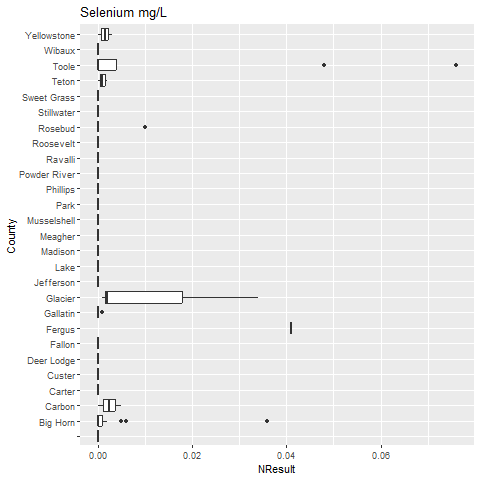 Selenium mg/L
Yellowstone
Wibaux
Toole
Teton
Sweet Grass
Stillwater
Rosebud
Roosevelt
Ravalli
Powder River
Phillips
Park
Musselshell
Meagher
Madison
Lake
Jefferson
Glacier
Gallatin
Fergus
Fallon
Deer Lodge
Custer
Carter
Carbon
Big Horn
County
0.00 0.02 0.04 0.06
NResult